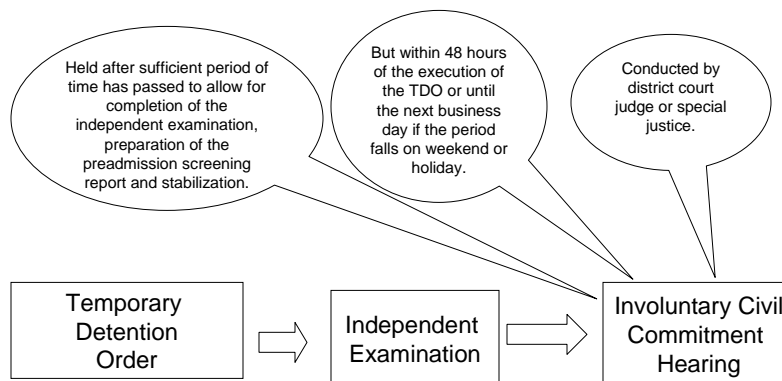 Held after sufficient period of
time has passed to allow for
completion of the
independent examination,
preparation of the
preadmission screening
report and stabilization.
But within 48 hours
of the execution of
the TDO or until
the next business
day if the period
falls on weekend or
holiday.
Conducted by
district court
judge or special
justice.
Temporary
Detention
Order
Independent
Examination
Involuntary Civil
Commitment
Hearing